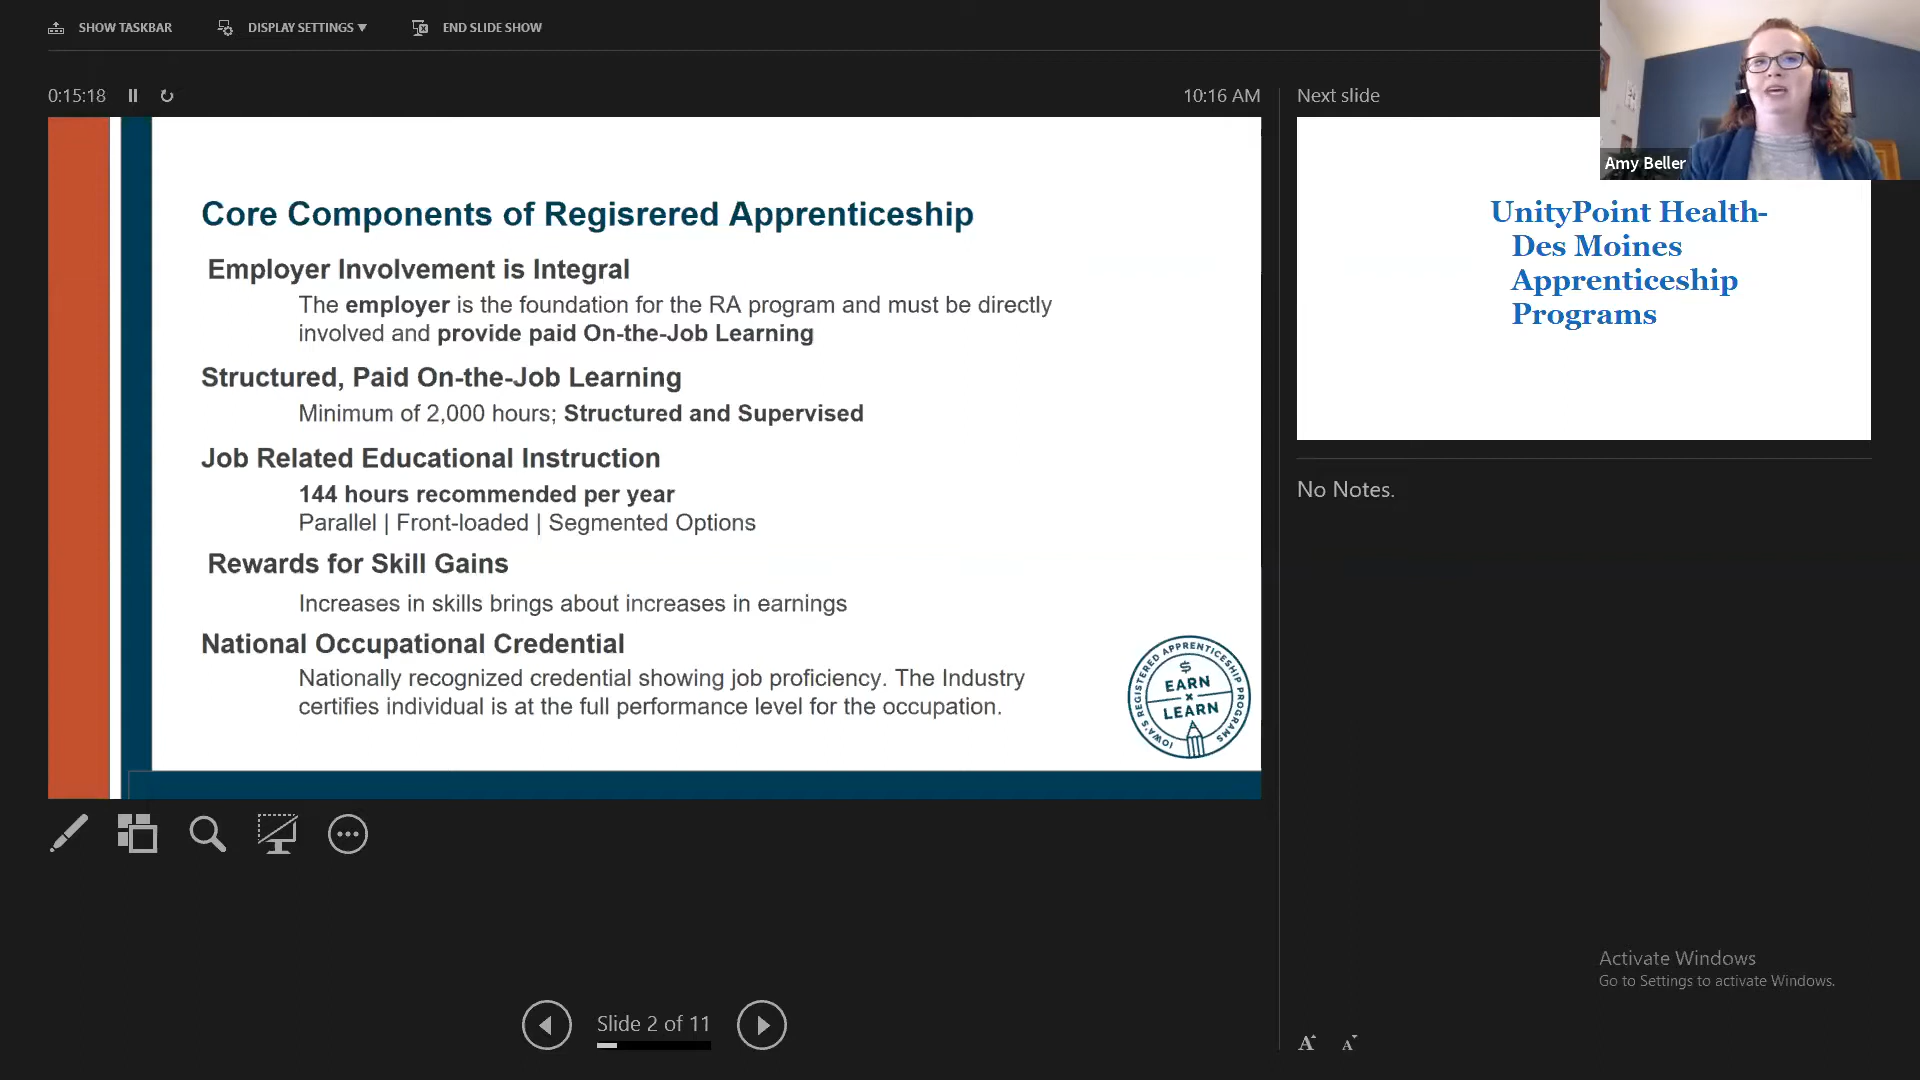 SHOW TASKBAR
DISPLAY SETTINGS
END SLIDE SHOW
0:15:18
10:16 AM
Next slide
Amy Beller
Core Components of Regisrered Apprenticeship
Employer Involvement is Integral
The employer is the foundation for the RA program and must be directly
involved and provide paid On-the-Job Learning
Structured, Paid On-the-Job Learning
Minimum of 2,000 hours; Structured and Supervised
Job Related Educational Instruction
144 hours recommended per year
Parallel | Front-loaded | Segmented Options
Rewards for Skill Gains
Increases in skills brings about increases in earnings
National Occupational Credential
Nationally recognized credential showing job proficiency. The Industry
certifies individual is at the full performance level for the occupation.
IOWA'S REGISTERED APPRENTICESHIP PROGRAMS
$
EARN
x
LEARN
UnityPoint Health-
Des Moines
Apprenticeship
Programs
No Notes.
Activate Windows
Go to Settings to activate Windows.
Slide 2 of 11
A A